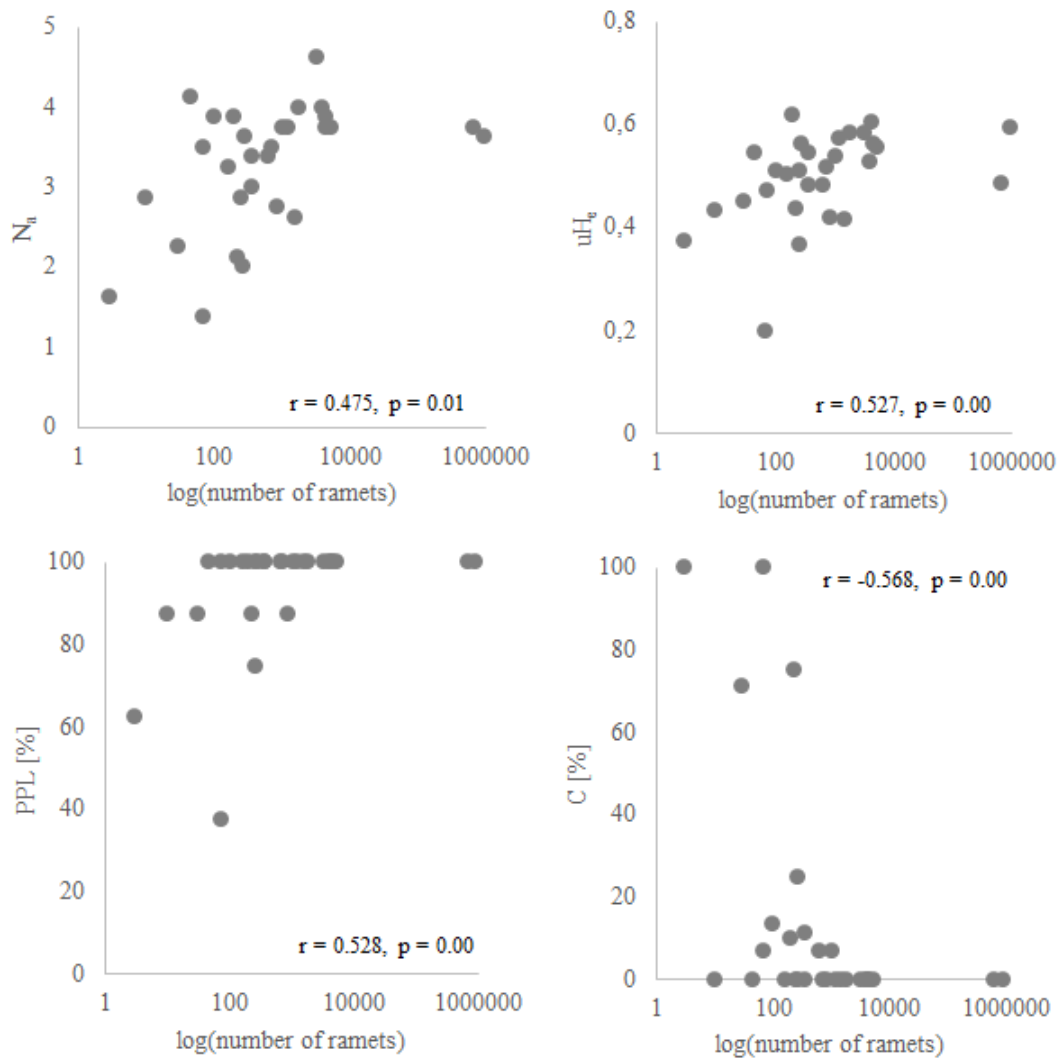 5
4
3
2
1
0
N_a
r = 0.475, p = 0.01
1 100 10000 1000000
log(number of ramets)
0,8
0,6
0,4
0,2
0
uH_e
r = 0.527, p = 0.00
1 100 10000 1000000
log(number of ramets)
100
80
60
40
20
0
PPL [%]
r = 0.528, p = 0.00
1 100 10000 1000000
log(number of ramets)
100
80
60
40
20
0
C [%]
r = -0.568, p = 0.00
1 100 10000 1000000
log(number of ramets)